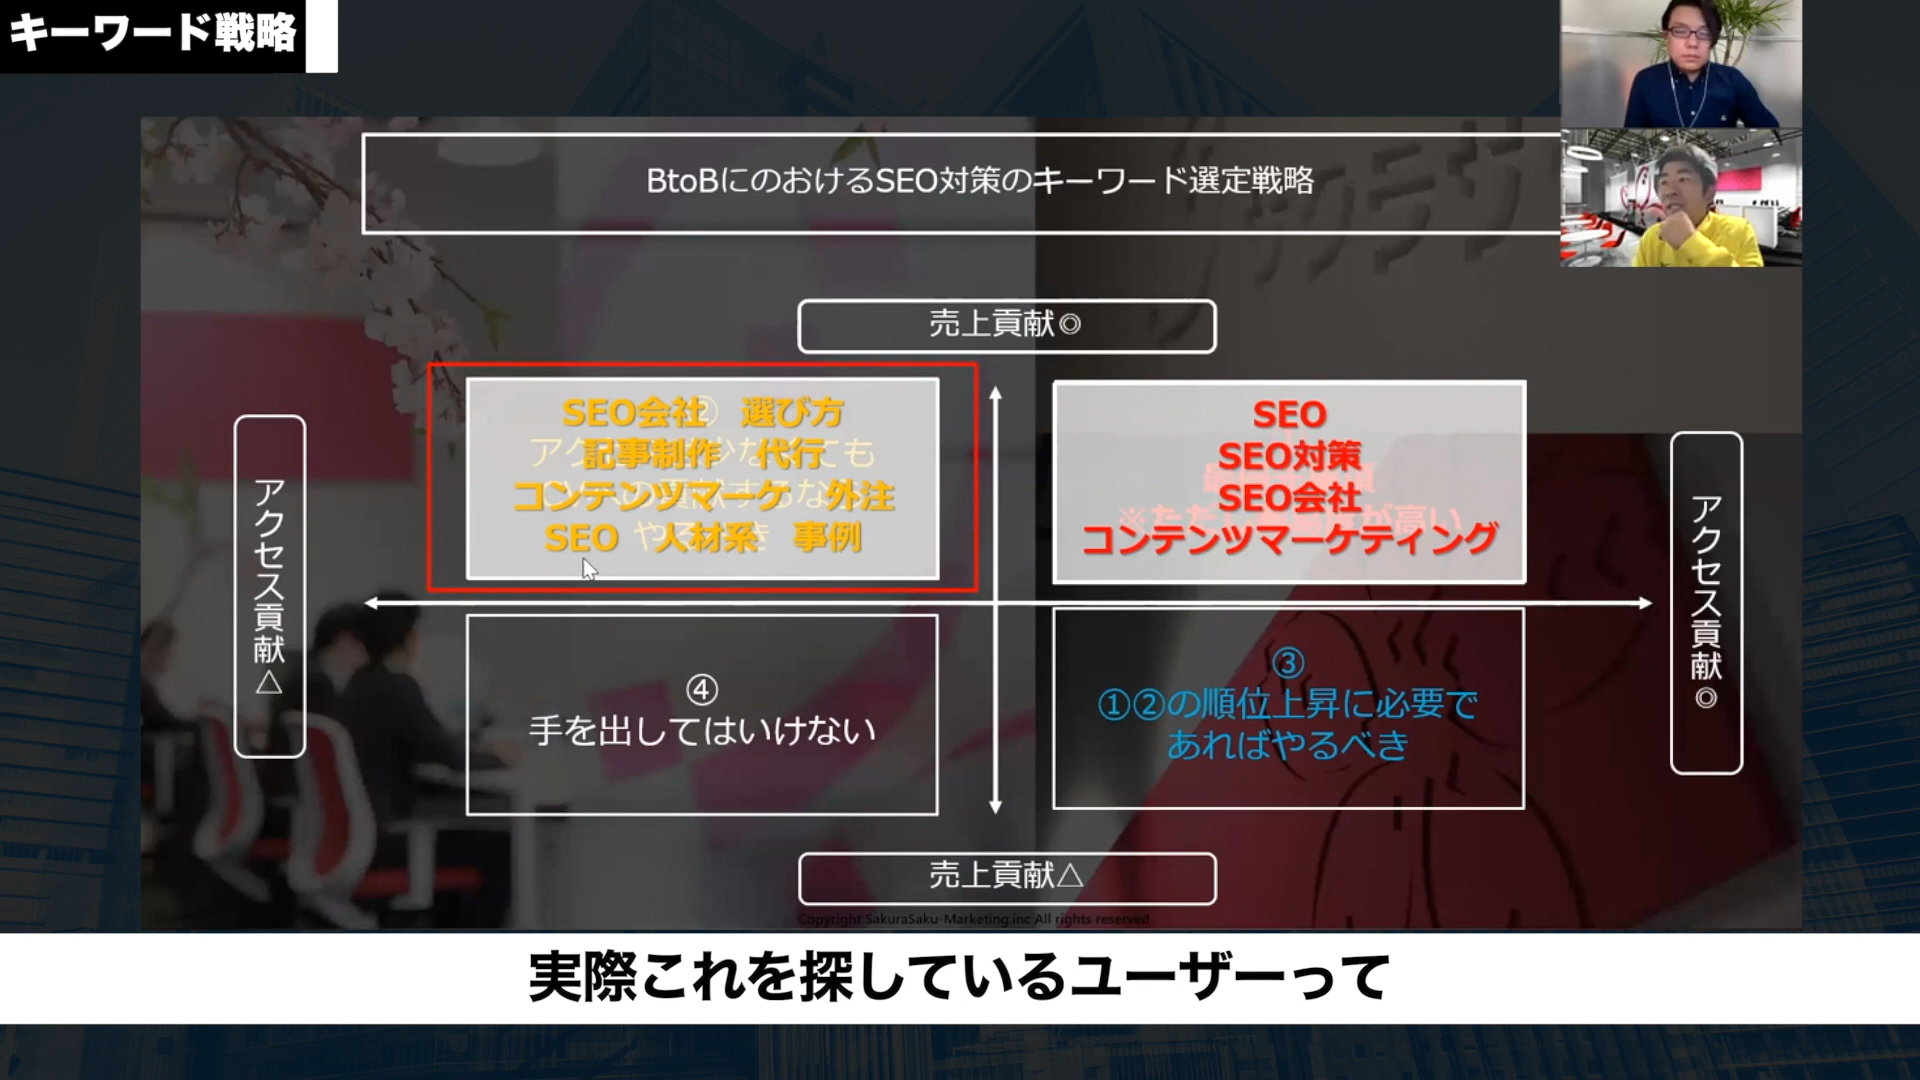 キーワード戦略
BtoBにのおけるSEO対策のキーワード選定戦略
売上貢献◎
アクセス貢献△
SEO会社 選び方
記事制作 代行
コンテンツマーケ 外注
SEO 人材系 事例
SEO
SEO対策
SEO会社
コンテンツマーケティング
アクセス貢献◎
④
手を出してはいけない
③
①②の順位上昇に必要で
あればやるべき
売上貢献△
Copyright SakuraSaku-Marketing.inc All rights reserved.
実際これを探しているユーザーって